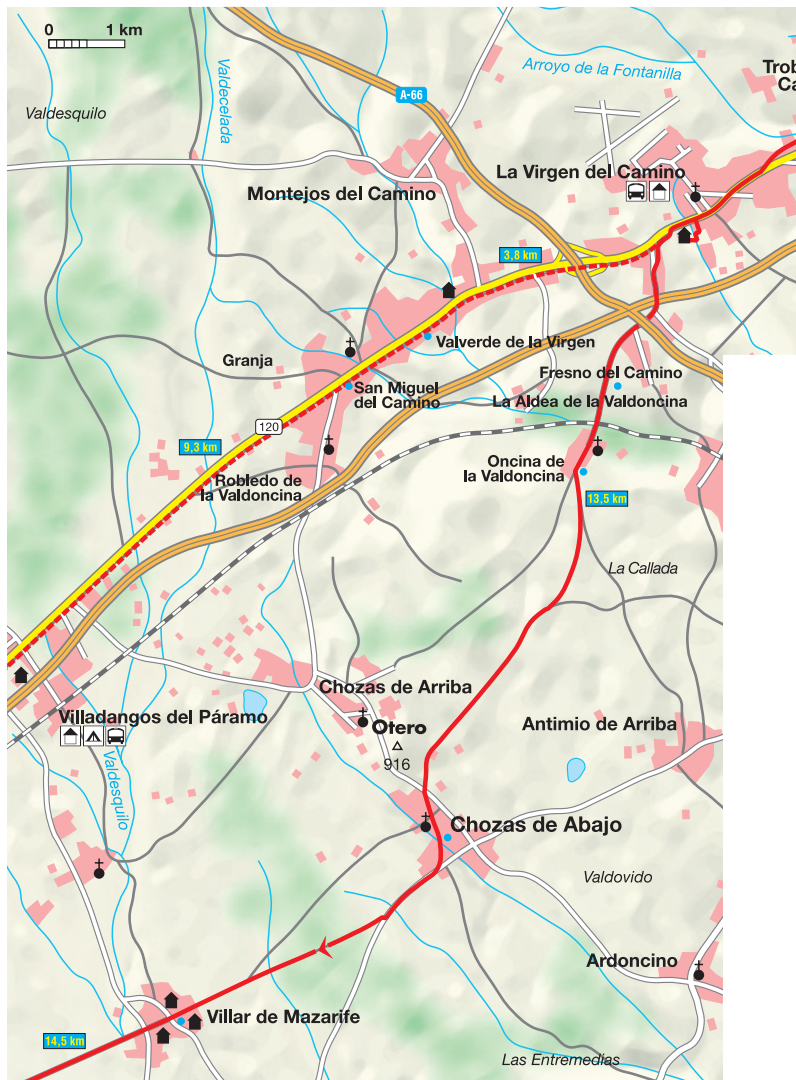 0 1 km
Trob
Ca
Arroyo de la Fontanilla
A-66
Valdecelada
Valdesquilo
La Virgen del Camino
Montejos del Camino
3,8 km
Valverde de la Virgen
Granja
Fresno del Camino
San Miguel
del Camino
La Aldea de la Valdoncina
120
9,3 km
Oncina de
la Valdoncina
Robledo de
la Valdoncina
13,5 km
La Callada
Chozas de Arriba
Villadangos del Páramo
Otero
Antimio de Arriba
916
Valdesquilo
Chozas de Abajo
Valdovido
Ardoncino
Villar de Mazarife
14,5 km
Las Entremedias